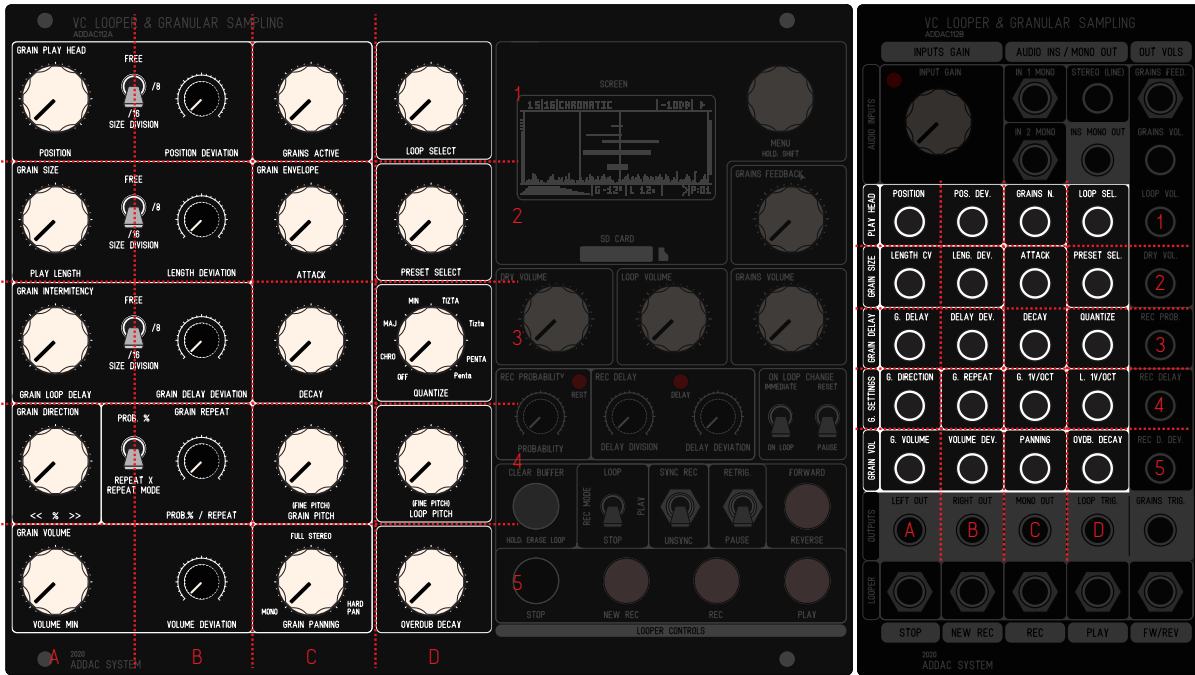 VC LOOPER & GRANULAR SAMPLING
ADDAC112A
GRAIN PLAY HEAD
FREE
/8
/16
SIZE DIVISION
POSITION
POSITION DEVIATION
GRAINS ACTIVE
LOOP SELECT
GRAIN SIZE
FREE
/8
/16
SIZE DIVISION
PLAY LENGTH
LENGTH DEVIATION
GRAIN ENVELOPE
ATTACK
PRESET SELECT
GRAIN INTERMITENCY
FREE
/8
/16
SIZE DIVISION
GRAIN LOOP DELAY
GRAIN DELAY DEVIATION
DECAY
MIN
TIZTA
MAJ
Tizta
CHRO
PENTA
OFF
Penta
QUANTIZE
GRAIN DIRECTION
<< % >>
PROB. %
GRAIN REPEAT
REPEAT X
REPEAT MODE
PROB.% / REPEAT
(FINE PITCH)
GRAIN PITCH
(FINE PITCH)
LOOP PITCH
GRAIN VOLUME
VOLUME MIN
VOLUME DEVIATION
FULL STEREO
MONO
HARD
PAN
GRAIN PANNING
OVERDUB DECAY
A
B
C
D
2020
ADDAC SYSTEM
1
2
3
4
5
SCREEN
15|16|CHROMATIC
MENU
HOLD: SHIFT
SD CARD
GRAINS FEEDBACK
DRY VOLUME
LOOP VOLUME
GRAINS VOLUME
REC PROBABILITY
REST
PROBABILITY
REC DELAY
DELAY
DELAY DIVISION
DELAY DEVIATION
ON LOOP CHANGE
IMMEDIATE
RESET
ON LOOP
PAUSE
CLEAR BUFFER
HOLD: ERASE LOOP
LOOP
REC MODE
PLAY
STOP
SYNC REC
UNSYNC
RETRIG.
PAUSE
FORWARD
REVERSE
STOP
NEW REC
REC
PLAY
LOOPER CONTROLS
VC LOOPER & GRANULAR SAMPLING
ADDAC112B
INPUTS GAIN
AUDIO INS / MONO OUT
OUT VOLS
AUDIO INPUTS
INPUT GAIN
IN 1 MONO
STEREO (LINE)
GRAINS FEED.
IN 2 MONO
INS MONO OUT
GRAINS VOL.
PLAY HEAD
POSITION
POS. DEV.
GRAINS N.
LOOP SEL.
LOOP VOL.
1
GRAIN SIZE
LENGTH CV
LENG. DEV.
ATTACK
PRESET SEL.
DRY VOL.
2
GRAIN DELAY
G. DELAY
DELAY DEV.
DECAY
QUANTIZE
REC PROB.
3
G. SETTINGS
G. DIRECTION
G. REPEAT
G. 1V/OCT
L. 1V/OCT
REC DELAY
4
GRAIN VOL
G. VOLUME
VOLUME DEV.
PANNING
OVDB. DECAY
REC D. DEV.
5
OUTPUTS
LEFT OUT
RIGHT OUT
MONO OUT
LOOP TRIG.
GRAINS TRIG.
A
B
C
D
LOOPER
STOP
NEW REC
REC
PLAY
FW/REV
2020
ADDAC SYSTEM